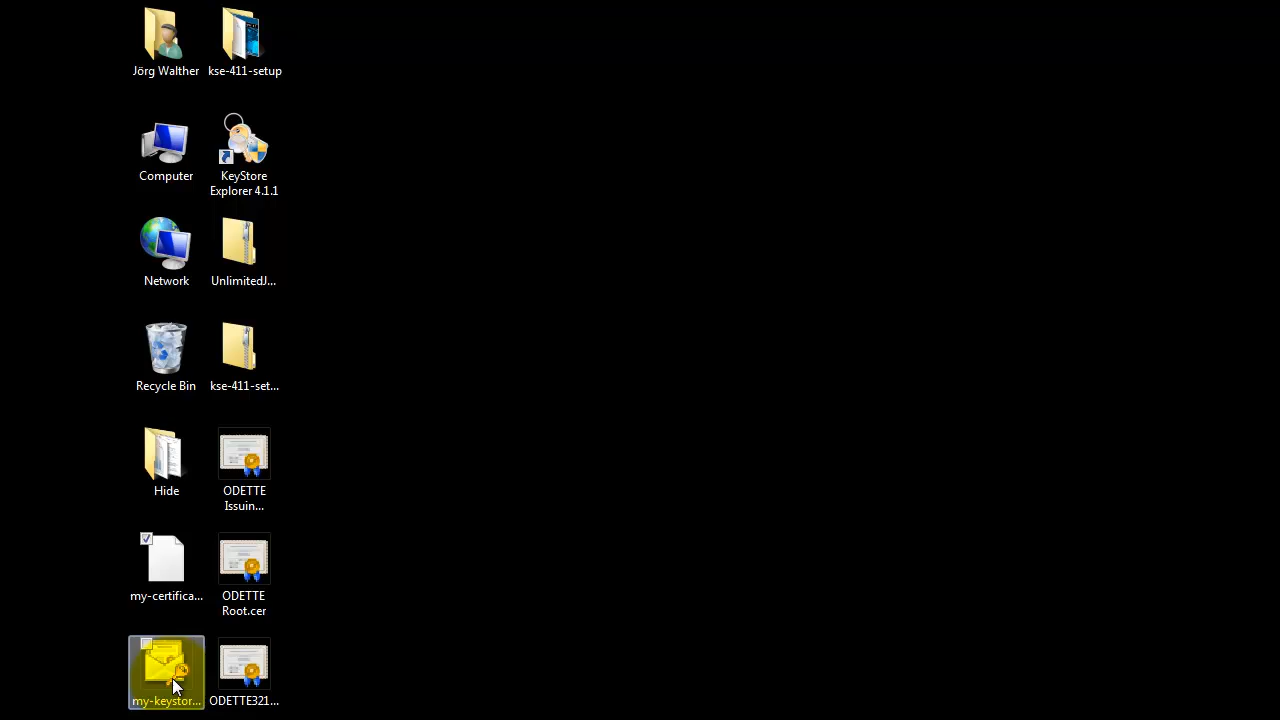 Jörg Walther
kse-411-setup
Computer
KeyStore
Explorer 4.1.1
Network
UnlimitedJ...
Recycle Bin
kse-411-set...
Hide
ODETTE
Issuin...
my-certifica...
ODETTE
Root.cer
my-keystor...
ODETTE321...